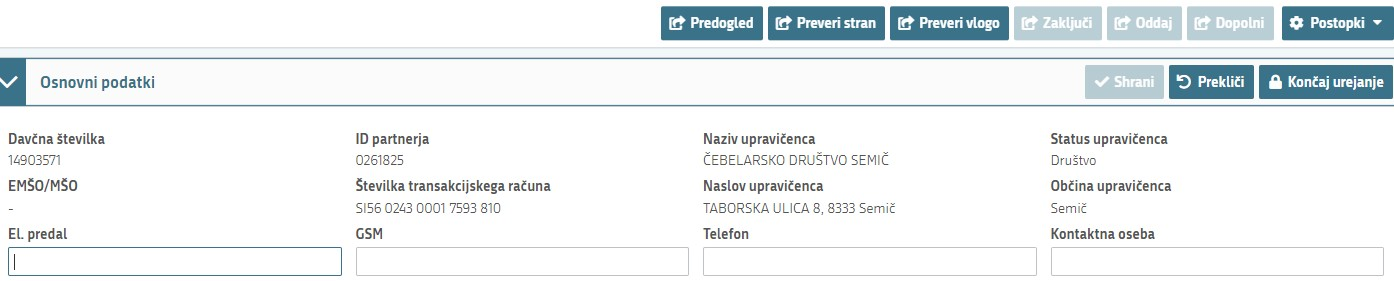 Predogled Preveri stran Preveri vlogo Zaključi Oddaj Dopolni Postopki
Osnovni podatki Shrani Prekliči Končaj urejanje
Davčna številka ID partnerja Naziv upravičenca Status upravičenca
14903571 0261825 ČEBELARSKO DRUŠTVO SEMIČ Društvo
EMŠO/MŠO Številka transakcijskega računa Naslov upravičenca Občina upravičenca
- SI56 0243 0001 7593 810 TABORSKA ULICA 8, 8333 Semič Semič
El. predal GSM Telefon Kontaktna oseba